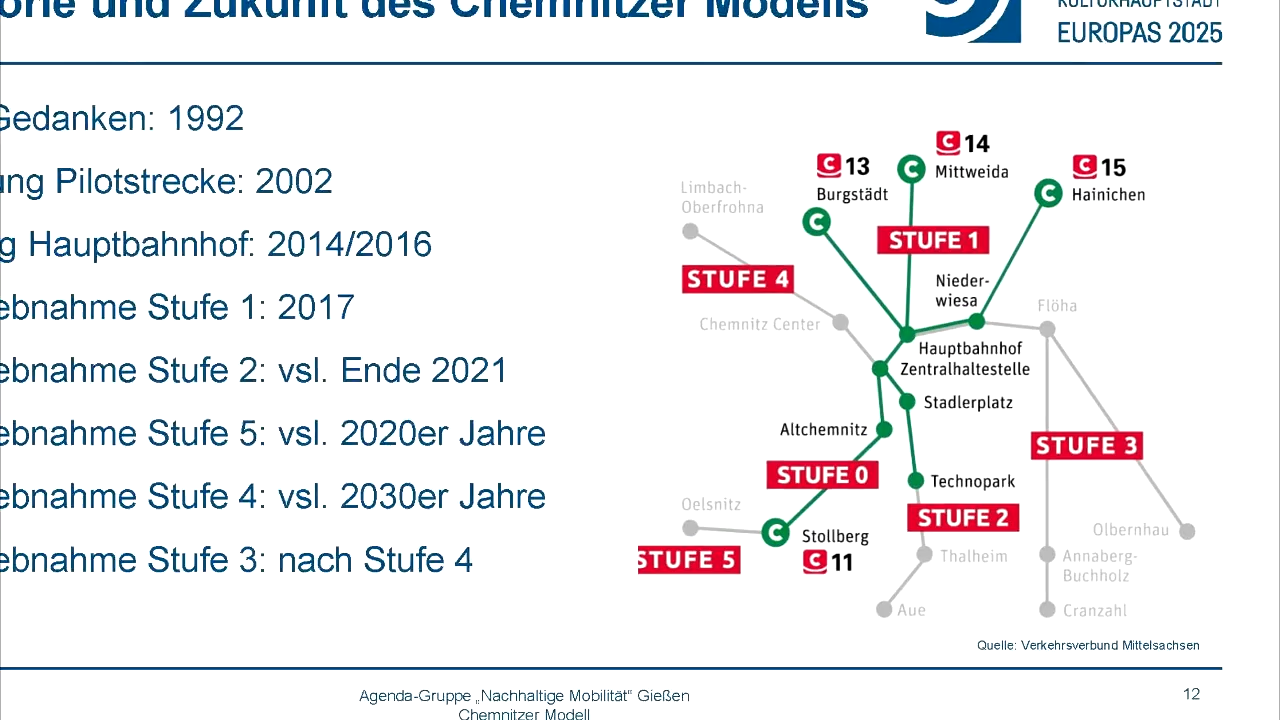 orie und Zukunft des Chemnitzer Modells
KULTURHAUPTSTADT
EUROPAS 2025
Gedanken: 1992
ung Pilotstrecke: 2002
g Hauptbahnhof: 2014/2016
ebnahme Stufe 1: 2017
ebnahme Stufe 2: vsl. Ende 2021
ebnahme Stufe 5: vsl. 2020er Jahre
ebnahme Stufe 4: vsl. 2030er Jahre
ebnahme Stufe 3: nach Stufe 4
C 14
Mittweida
C 13
Burgstädt
C 15
Hainichen
Limbach-
Oberfrohna
C
C
C
STUFE 1
STUFE 4
Nieder-
wiesa
Flöha
Chemnitz Center
Hauptbahnhof
Zentralhaltestelle
Stadlerplatz
Altchemnitz
STUFE 3
STUFE 0
Technopark
Oelsnitz
STUFE 2
Olbernhau
C
Stollberg
C 11
STUFE 5
Thalheim
Annaberg-
Buchholz
Aue
Cranzahl
Quelle: Verkehrsverbund Mittelsachsen
Agenda-Gruppe „Nachhaltige Mobilität“ Gießen
Chemnitzer Modell
12